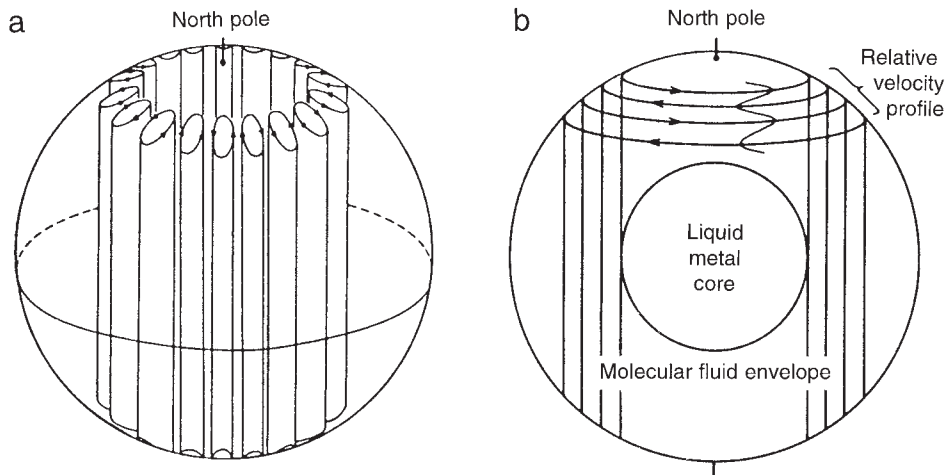 a
North pole
b
North pole
Relative
velocity
profile
Liquid
metal
core
Molecular fluid envelope